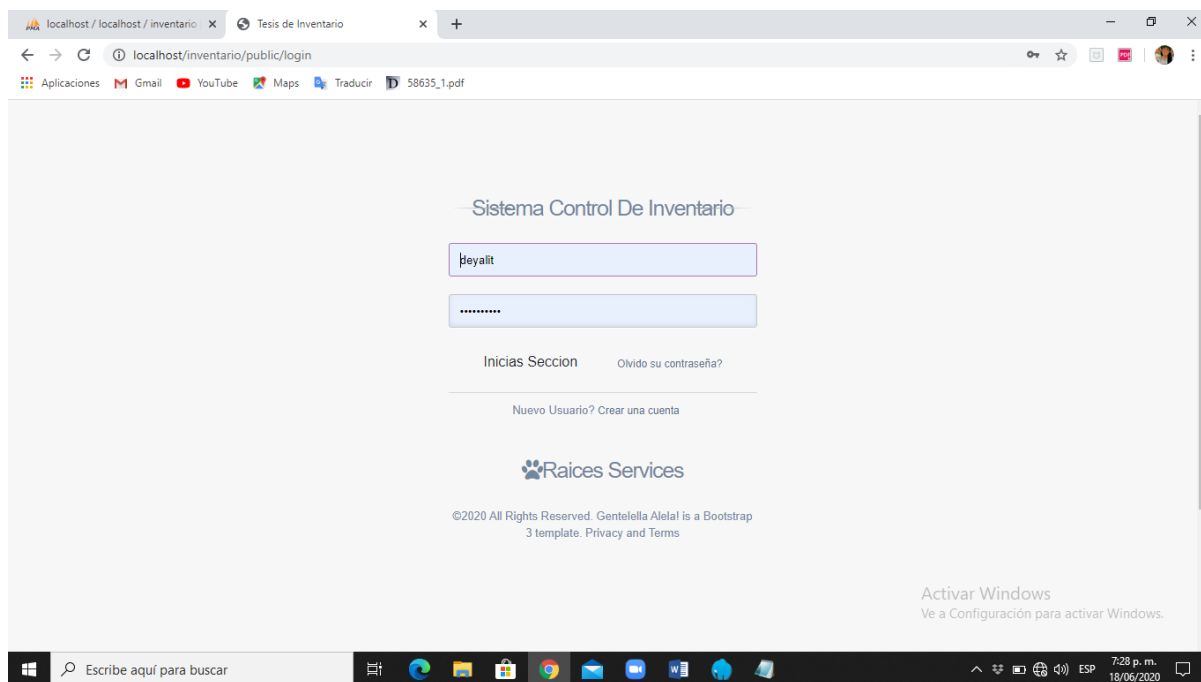 localhost / localhost / inventario
Tesis de Inventario
localhost/inventario/public/login
Aplicaciones
Gmail
YouTube
Maps
Traducir
58635_1.pdf
PDF
Sistema Control De Inventario
deyalit
••••••••••
Inicias Seccion
Olvido su contraseña?
Nuevo Usuario? Crear una cuenta
Raices Services
©2020 All Rights Reserved. Gentelella Alela! is a Bootstrap
3 template. Privacy and Terms
Activar Windows
Ve a Configuración para activar Windows.
Escribe aquí para buscar
ESP
7:28 p. m.
18/06/2020